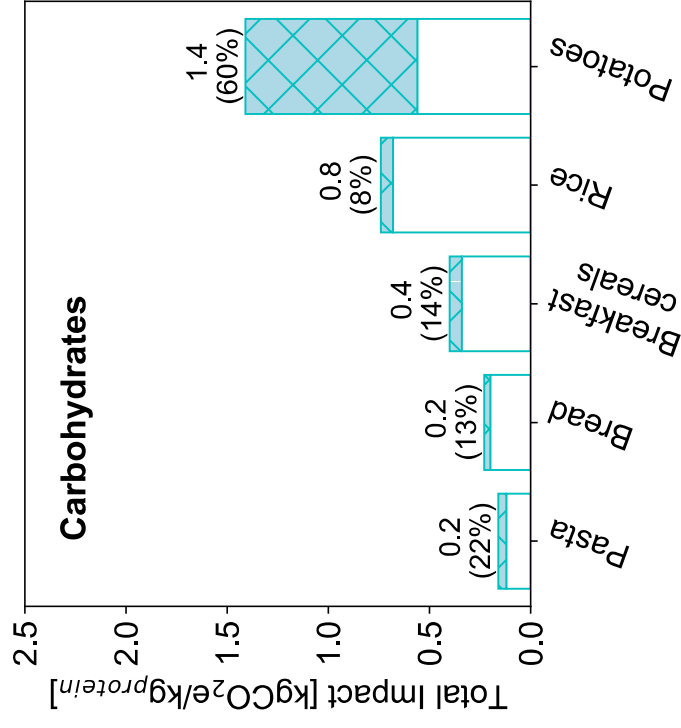 Carbohydrates
Total Impact [kgCO₂e/kgprotein]
2.5
2.0
1.5
1.0
0.5
0.0
0.2
(22%)
0.2
(13%)
0.4
(14%)
0.8
(8%)
1.4
(60%)
Pasta
Bread
Breakfast
cereals
Rice
Potatoes